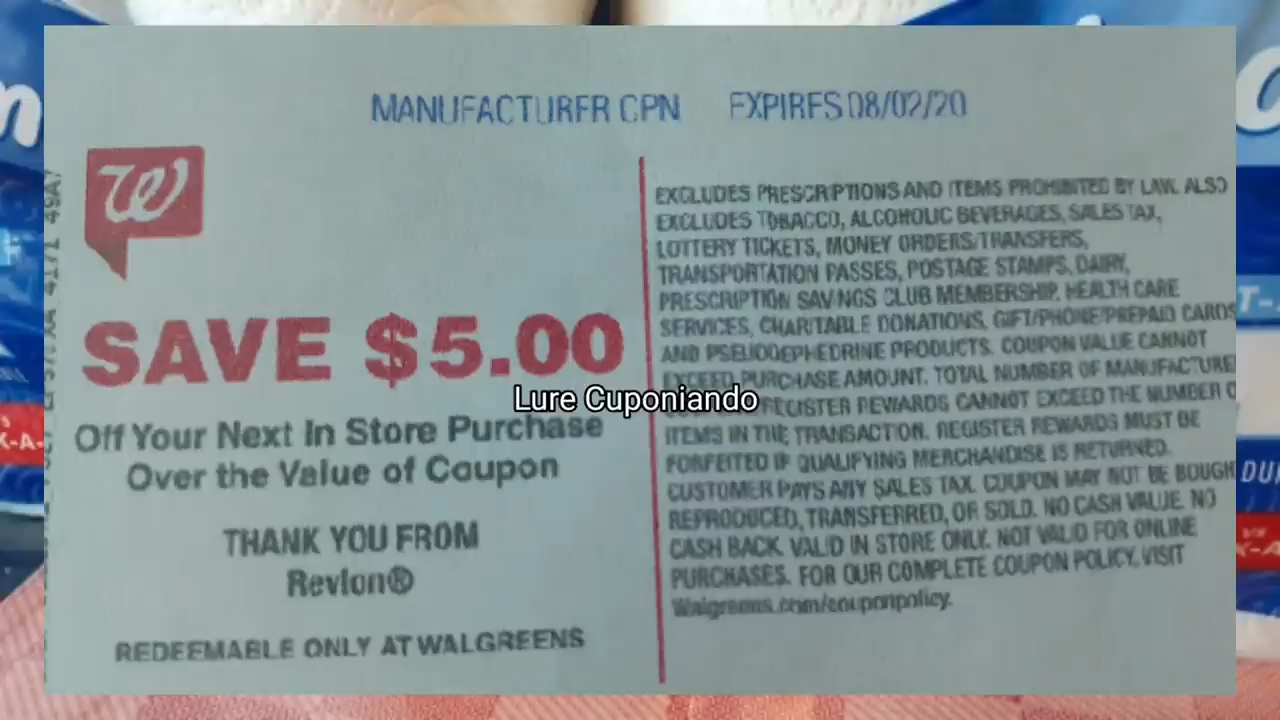 MANUFACTURER CPN EXPIRES 08/02/20
W
SAVE $5.00
Off Your Next In Store Purchase
Over the Value of Coupon
THANK YOU FROM
Revlon®
REDEEMABLE ONLY AT WALGREENS
EXCLUDES PRESCRIPTIONS AND ITEMS PROHIBITED BY LAW. ALSO
EXCLUDES TOBACCO, ALCOHOLIC BEVERAGES, SALES TAX,
LOTTERY TICKETS, MONEY ORDERS/TRANSFERS,
TRANSPORTATION PASSES, POSTAGE STAMPS, DAIRY,
PRESCRIPTION SAVINGS CLUB MEMBERSHIP, HEALTH CARE
SERVICES, CHARITABLE DONATIONS, GIFT/PHONE/PREPAID CARDS
AND PSEUDOEPHEDRINE PRODUCTS. COUPON VALUE CANNOT
EXCEED PURCHASE AMOUNT. TOTAL NUMBER OF MANUFACTURE
REGISTER REWARDS CANNOT EXCEED THE NUMBER O
ITEMS IN THE TRANSACTION. REGISTER REWARDS MUST BE
FORFEITED IF QUALIFYING MERCHANDISE IS RETURNED.
CUSTOMER PAYS ANY SALES TAX. COUPON MAY NOT BE BOUGH
REPRODUCED, TRANSFERRED, OR SOLD. NO CASH VALUE. NO
CASH BACK. VALID IN STORE ONLY. NOT VALID FOR ONLINE
PURCHASES. FOR OUR COMPLETE COUPON POLICY, VISIT
Walgreens.com/couponpolicy.
Lure Cuponiando